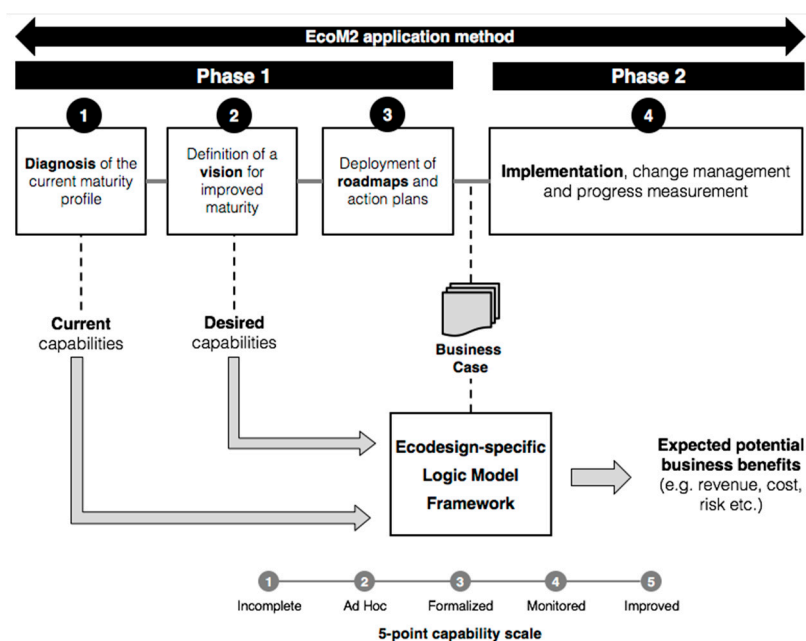 EcoM2 application method
Phase 1
Phase 2
1
2
3
4
Diagnosis of the
current maturity
profile
Definition of a
vision for
improved
maturity
Deployment of
roadmaps and
action plans
Implementation, change management
and progress measurement
Current
capabilities
Desired
capabilities
Business
Case
Ecodesign-specific
Logic Model
Framework
Expected potential
business benefits
(e.g. revenue, cost,
risk etc.)
1
2
3
4
5
Incomplete
Ad Hoc
Formalized
Monitored
Improved
5-point capability scale